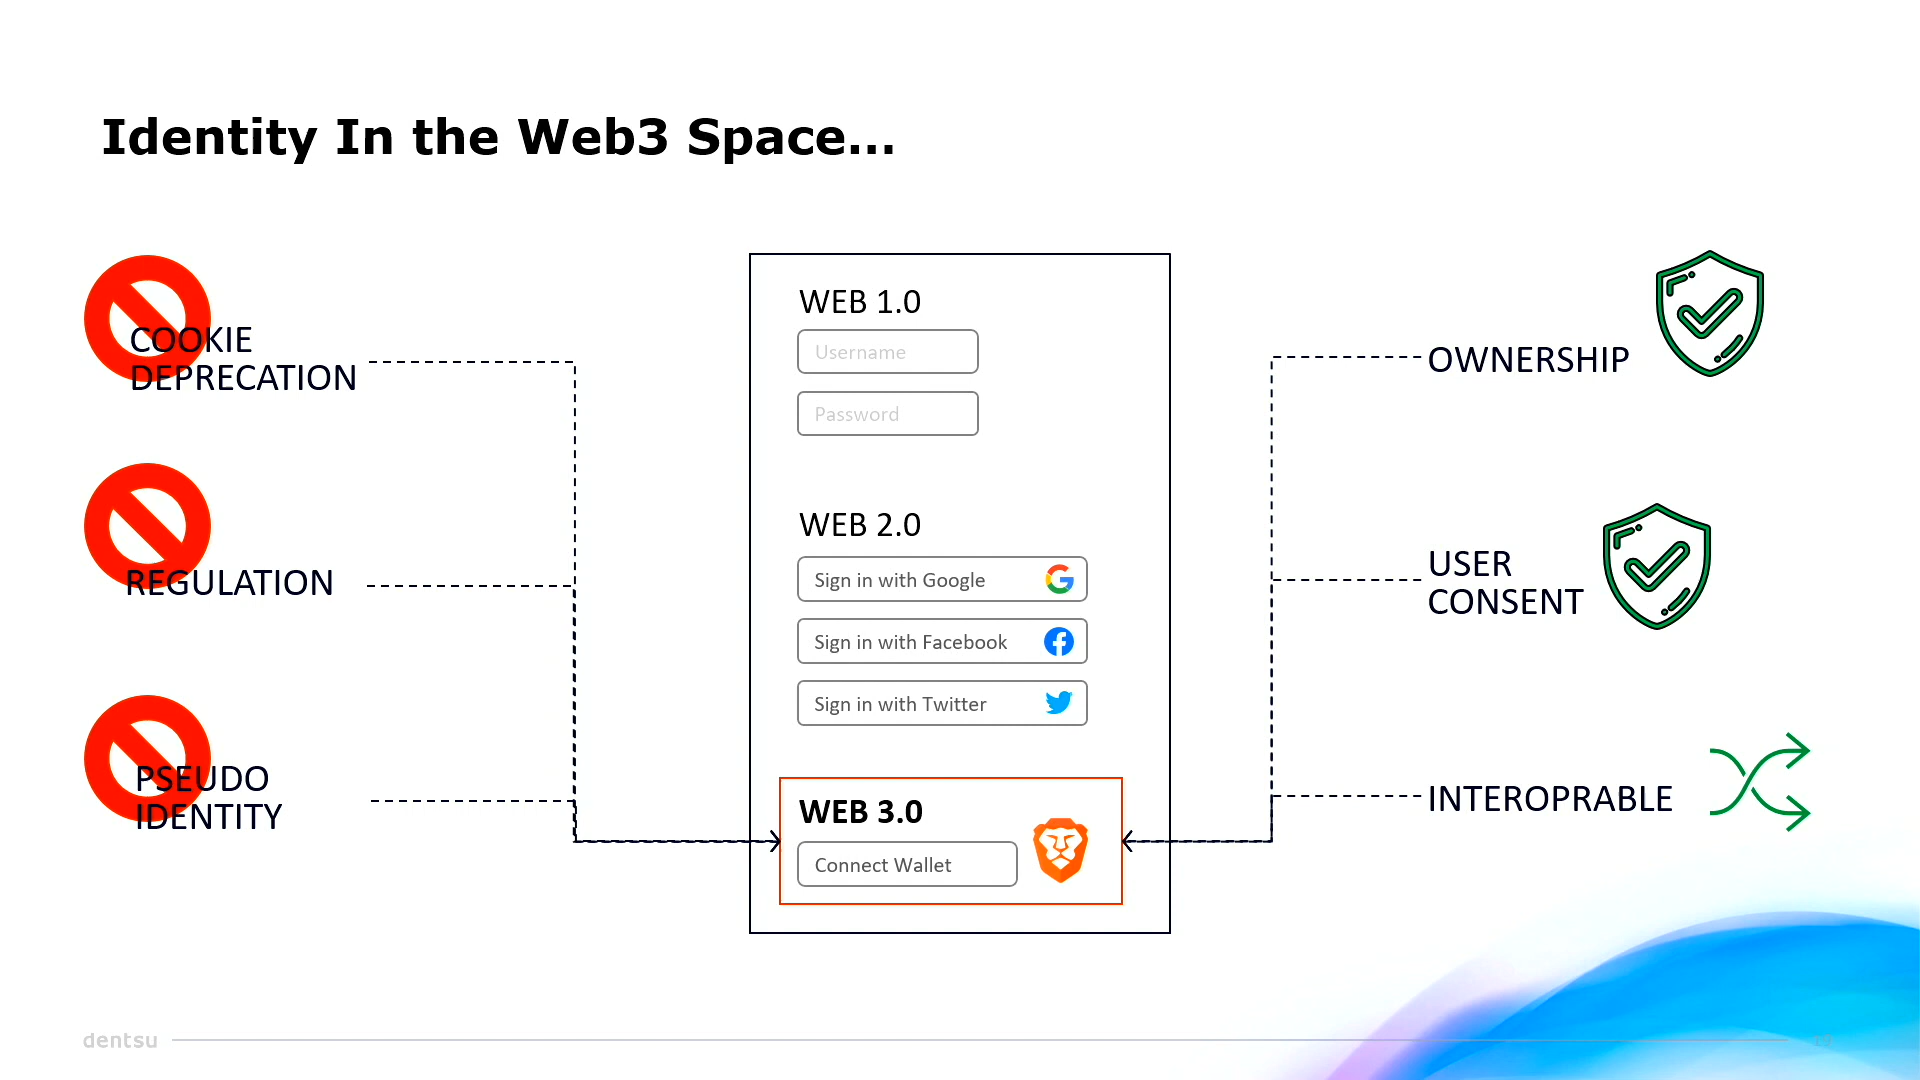 Identity In the Web3 Space...
COOKIE
DEPRECATION
REGULATION
PSEUDO
IDENTITY
WEB 1.0
Username
Password
WEB 2.0
Sign in with Google
Sign in with Facebook
Sign in with Twitter
WEB 3.0
Connect Wallet
OWNERSHIP
USER
CONSENT
INTEROPRABLE
dentsu